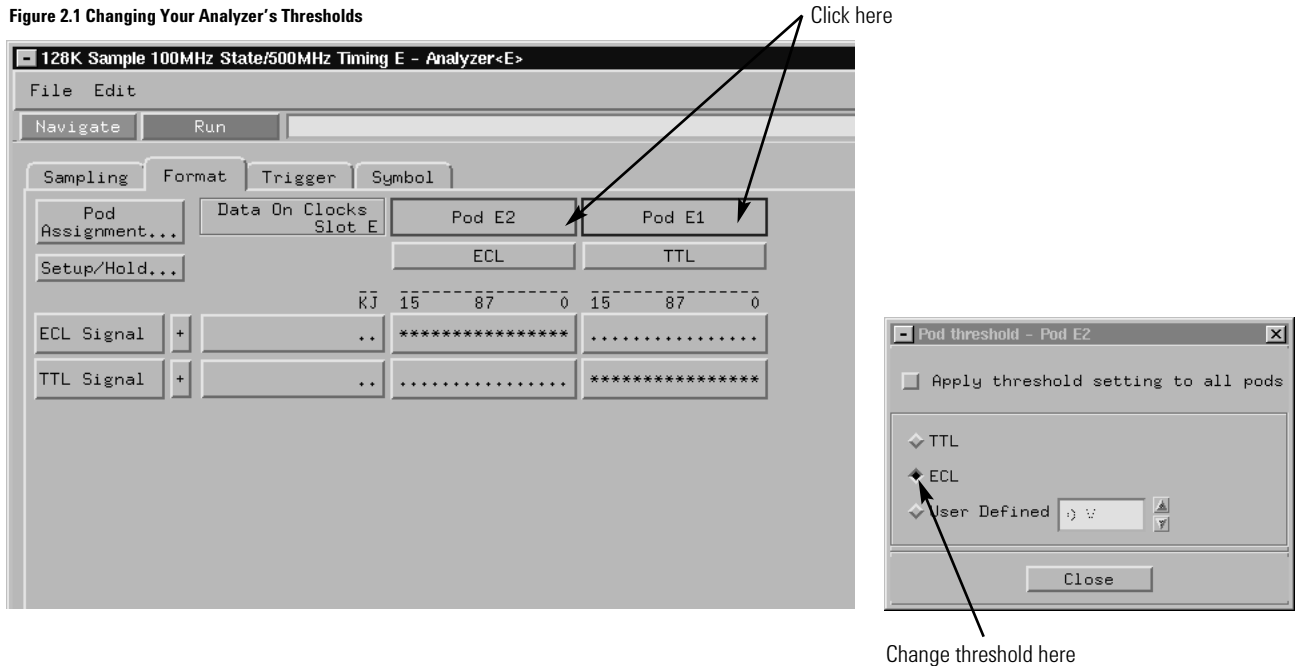 Figure 2.1 Changing Your Analyzer's Thresholds
Click here
128K Sample 100MHz State/500MHz Timing E - Analyzer<E>
File Edit
Navigate Run
Sampling Format Trigger Symbol
Pod Assignment...
Data On Clocks Slot E
Pod E2 Pod E1
Setup/Hold...
ECL TTL
KJ 15 87 0 15 87 0
ECL Signal + .. **************** ................
TTL Signal + .. ................ ****************
Pod threshold - Pod E2
Apply threshold setting to all pods
TTL
ECL
User Defined V
Close
Change threshold here